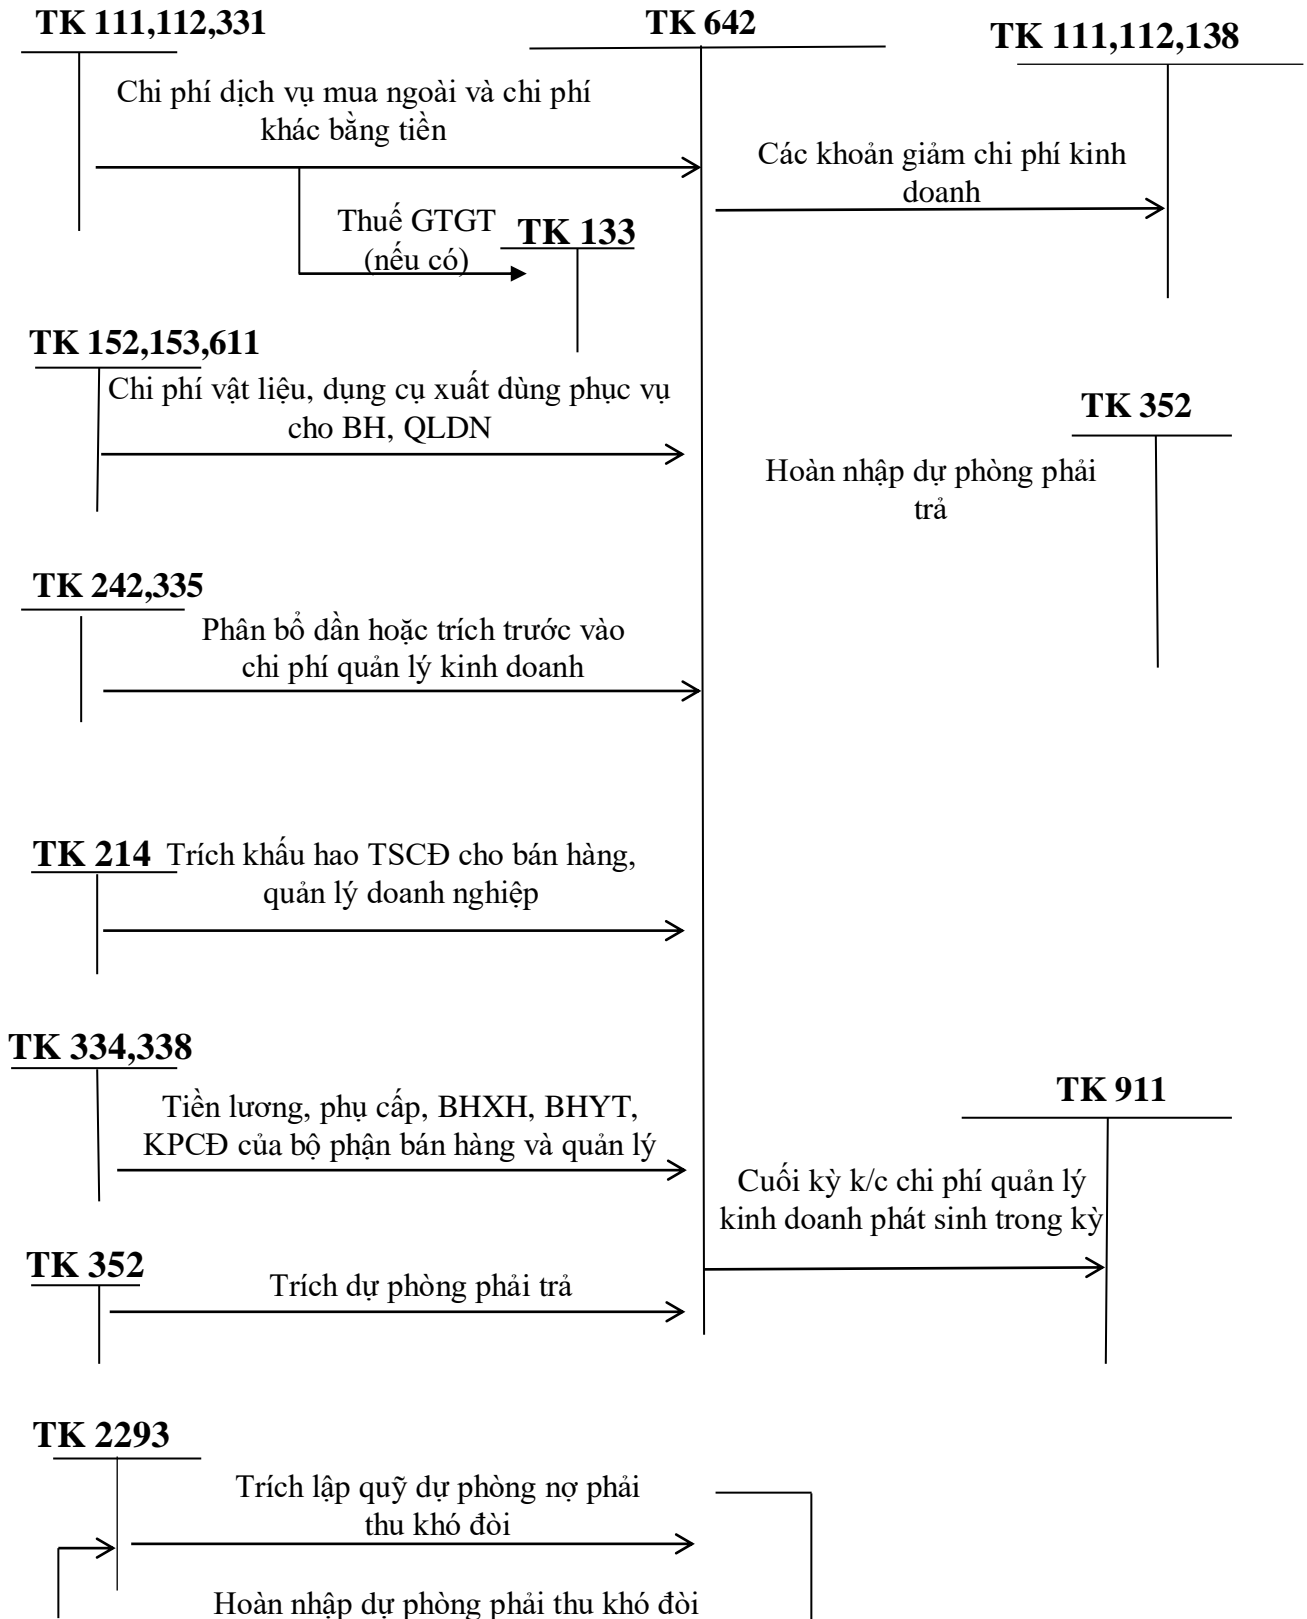 TK 111,112,331
TK 642
TK 111,112,138
Chi phí dịch vụ mua ngoài và chi phí
khác bằng tiền
Các khoản giảm chi phí kinh
doanh
Thuế GTGT
(nếu có)
TK 133
TK 152,153,611
Chi phí vật liệu, dụng cụ xuất dùng phục vụ
cho BH, QLDN
TK 352
Hoàn nhập dự phòng phải
trả
TK 242,335
Phân bổ dần hoặc trích trước vào
chi phí quản lý kinh doanh
TK 214
Trích khấu hao TSCĐ cho bán hàng,
quản lý doanh nghiệp
TK 334,338
Tiền lương, phụ cấp, BHXH, BHYT,
KPCĐ của bộ phận bán hàng và quản lý
TK 911
Cuối kỳ k/c chi phí quản lý
kinh doanh phát sinh trong kỳ
TK 352
Trích dự phòng phải trả
TK 2293
Trích lập quỹ dự phòng nợ phải
thu khó đòi
Hoàn nhập dự phòng phải thu khó đòi